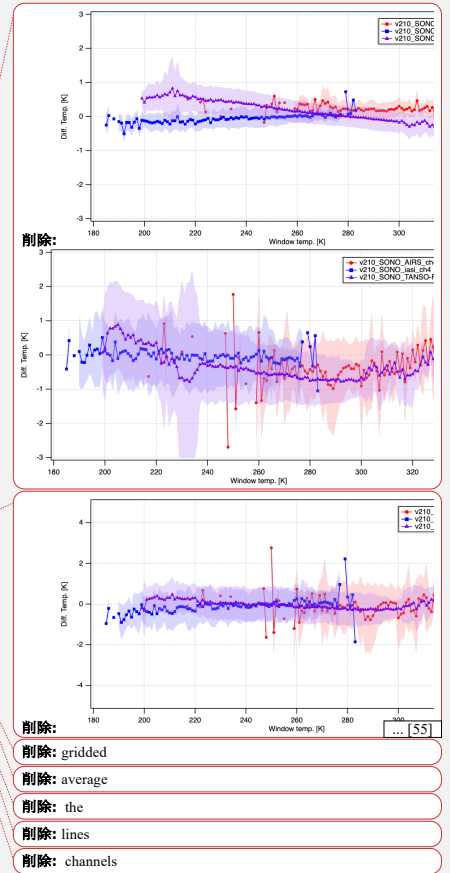 3
2
1
0
-1
-2
-3
Diff. Temp. [K]
180 200 220 240 260 280 300
Window temp. [K]
v210_SONO
v210_SONO
v210_SONO
削除:
3
2
1
0
-1
-2
-3
Diff. Temp. [K]
180 200 220 240 260 280 300 320
Window temp. [K]
v210_SONO_AIRS_ch
v210_SONO_iasi_ch4
v210_SONO_TANSO-F
4
2
0
-2
-4
Diff. Temp. [K]
180 200 220 240 260 280 300
Window temp. [K]
v210_
v210_
v210_
削除:
... [55]
削除: gridded
削除: average
削除: the
削除: lines
削除: channels